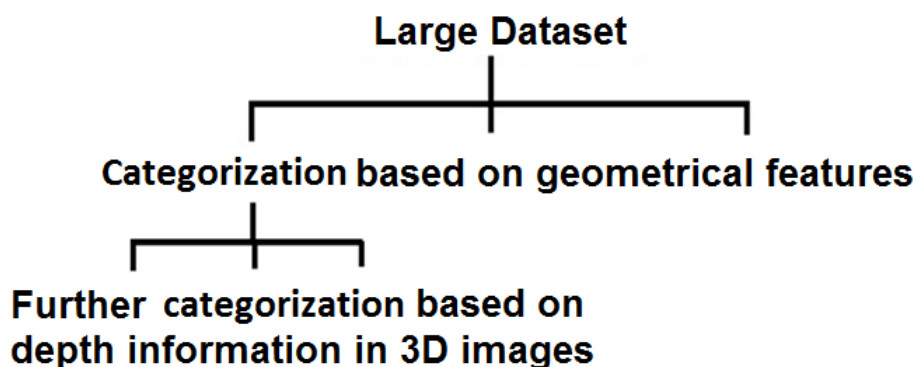 Large Dataset
Categorization based on geometrical features
Further categorization based on
depth information in 3D images